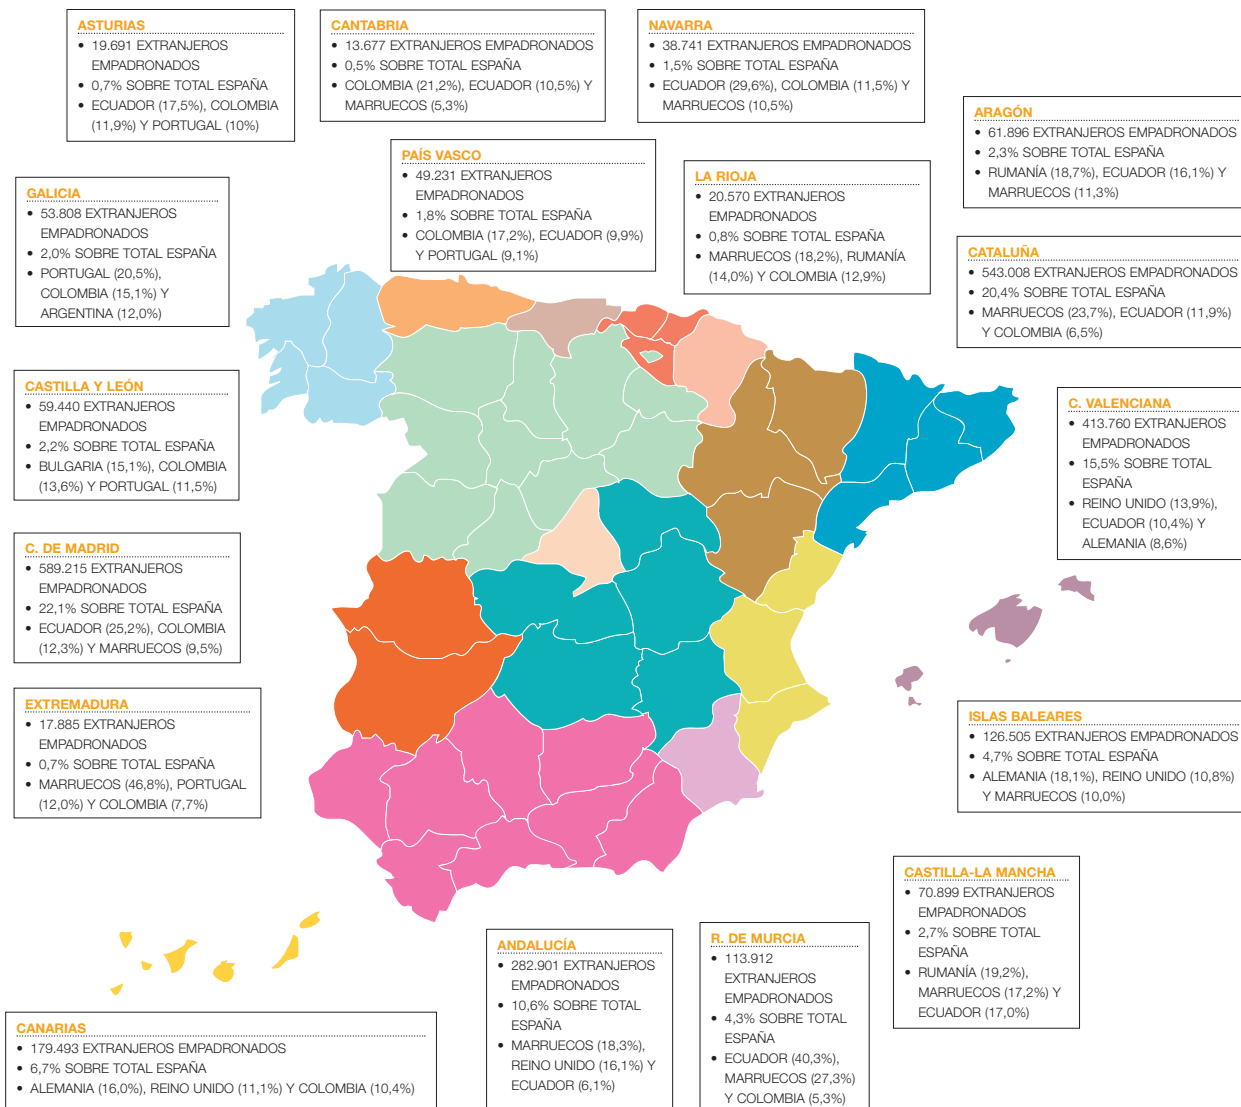 ASTURIAS
• 19.691 EXTRANJEROS
EMPADRONADOS
• 0,7% SOBRE TOTAL ESPAÑA
• ECUADOR (17,5%), COLOMBIA
(11,9%) Y PORTUGAL (10%)
CANTABRIA
• 13.677 EXTRANJEROS EMPADRONADOS
• 0,5% SOBRE TOTAL ESPAÑA
• COLOMBIA (21,2%), ECUADOR (10,5%) Y
MARRUECOS (5,3%)
NAVARRA
• 38.741 EXTRANJEROS EMPADRONADOS
• 1,5% SOBRE TOTAL ESPAÑA
• ECUADOR (29,6%), COLOMBIA (11,5%) Y
MARRUECOS (10,5%)
ARAGÓN
• 61.896 EXTRANJEROS EMPADRONADOS
• 2,3% SOBRE TOTAL ESPAÑA
• RUMANÍA (18,7%), ECUADOR (16,1%) Y
MARRUECOS (11,3%)
PAÍS VASCO
• 49.231 EXTRANJEROS
EMPADRONADOS
• 1,8% SOBRE TOTAL ESPAÑA
• COLOMBIA (17,2%), ECUADOR (9,9%)
Y PORTUGAL (9,1%)
LA RIOJA
• 20.570 EXTRANJEROS
EMPADRONADOS
• 0,8% SOBRE TOTAL ESPAÑA
• MARRUECOS (18,2%), RUMANÍA
(14,0%) Y COLOMBIA (12,9%)
GALICIA
• 53.808 EXTRANJEROS
EMPADRONADOS
• 2,0% SOBRE TOTAL ESPAÑA
• PORTUGAL (20,5%),
COLOMBIA (15,1%) Y
ARGENTINA (12,0%)
CATALUÑA
• 543.008 EXTRANJEROS EMPADRONADOS
• 20,4% SOBRE TOTAL ESPAÑA
• MARRUECOS (23,7%), ECUADOR (11,9%)
Y COLOMBIA (6,5%)
CASTILLA Y LEÓN
• 59.440 EXTRANJEROS
EMPADRONADOS
• 2,2% SOBRE TOTAL ESPAÑA
• BULGARIA (15,1%), COLOMBIA
(13,6%) Y PORTUGAL (11,5%)
C. VALENCIANA
• 413.760 EXTRANJEROS
EMPADRONADOS
• 15,5% SOBRE TOTAL
ESPAÑA
• REINO UNIDO (13,9%),
ECUADOR (10,4%) Y
ALEMANIA (8,6%)
C. DE MADRID
• 589.215 EXTRANJEROS
EMPADRONADOS
• 22,1% SOBRE TOTAL ESPAÑA
• ECUADOR (25,2%), COLOMBIA
(12,3%) Y MARRUECOS (9,5%)
EXTREMADURA
• 17.885 EXTRANJEROS
EMPADRONADOS
• 0,7% SOBRE TOTAL ESPAÑA
• MARRUECOS (46,8%), PORTUGAL
(12,0%) Y COLOMBIA (7,7%)
ISLAS BALEARES
• 126.505 EXTRANJEROS EMPADRONADOS
• 4,7% SOBRE TOTAL ESPAÑA
• ALEMANIA (18,1%), REINO UNIDO (10,8%)
Y MARRUECOS (10,0%)
CASTILLA-LA MANCHA
• 70.899 EXTRANJEROS
EMPADRONADOS
• 2,7% SOBRE TOTAL
ESPAÑA
• RUMANÍA (19,2%),
MARRUECOS (17,2%) Y
ECUADOR (17,0%)
R. DE MURCIA
• 113.912
EXTRANJEROS
EMPADRONADOS
• 4,3% SOBRE TOTAL
ESPAÑA
• ECUADOR (40,3%),
MARRUECOS (27,3%)
Y COLOMBIA (5,3%)
ANDALUCÍA
• 282.901 EXTRANJEROS
EMPADRONADOS
• 10,6% SOBRE TOTAL
ESPAÑA
• MARRUECOS (18,3%),
REINO UNIDO (16,1%) Y
ECUADOR (6,1%)
CANARIAS
• 179.493 EXTRANJEROS EMPADRONADOS
• 6,7% SOBRE TOTAL ESPAÑA
• ALEMANIA (16,0%), REINO UNIDO (11,1%) Y COLOMBIA (10,4%)